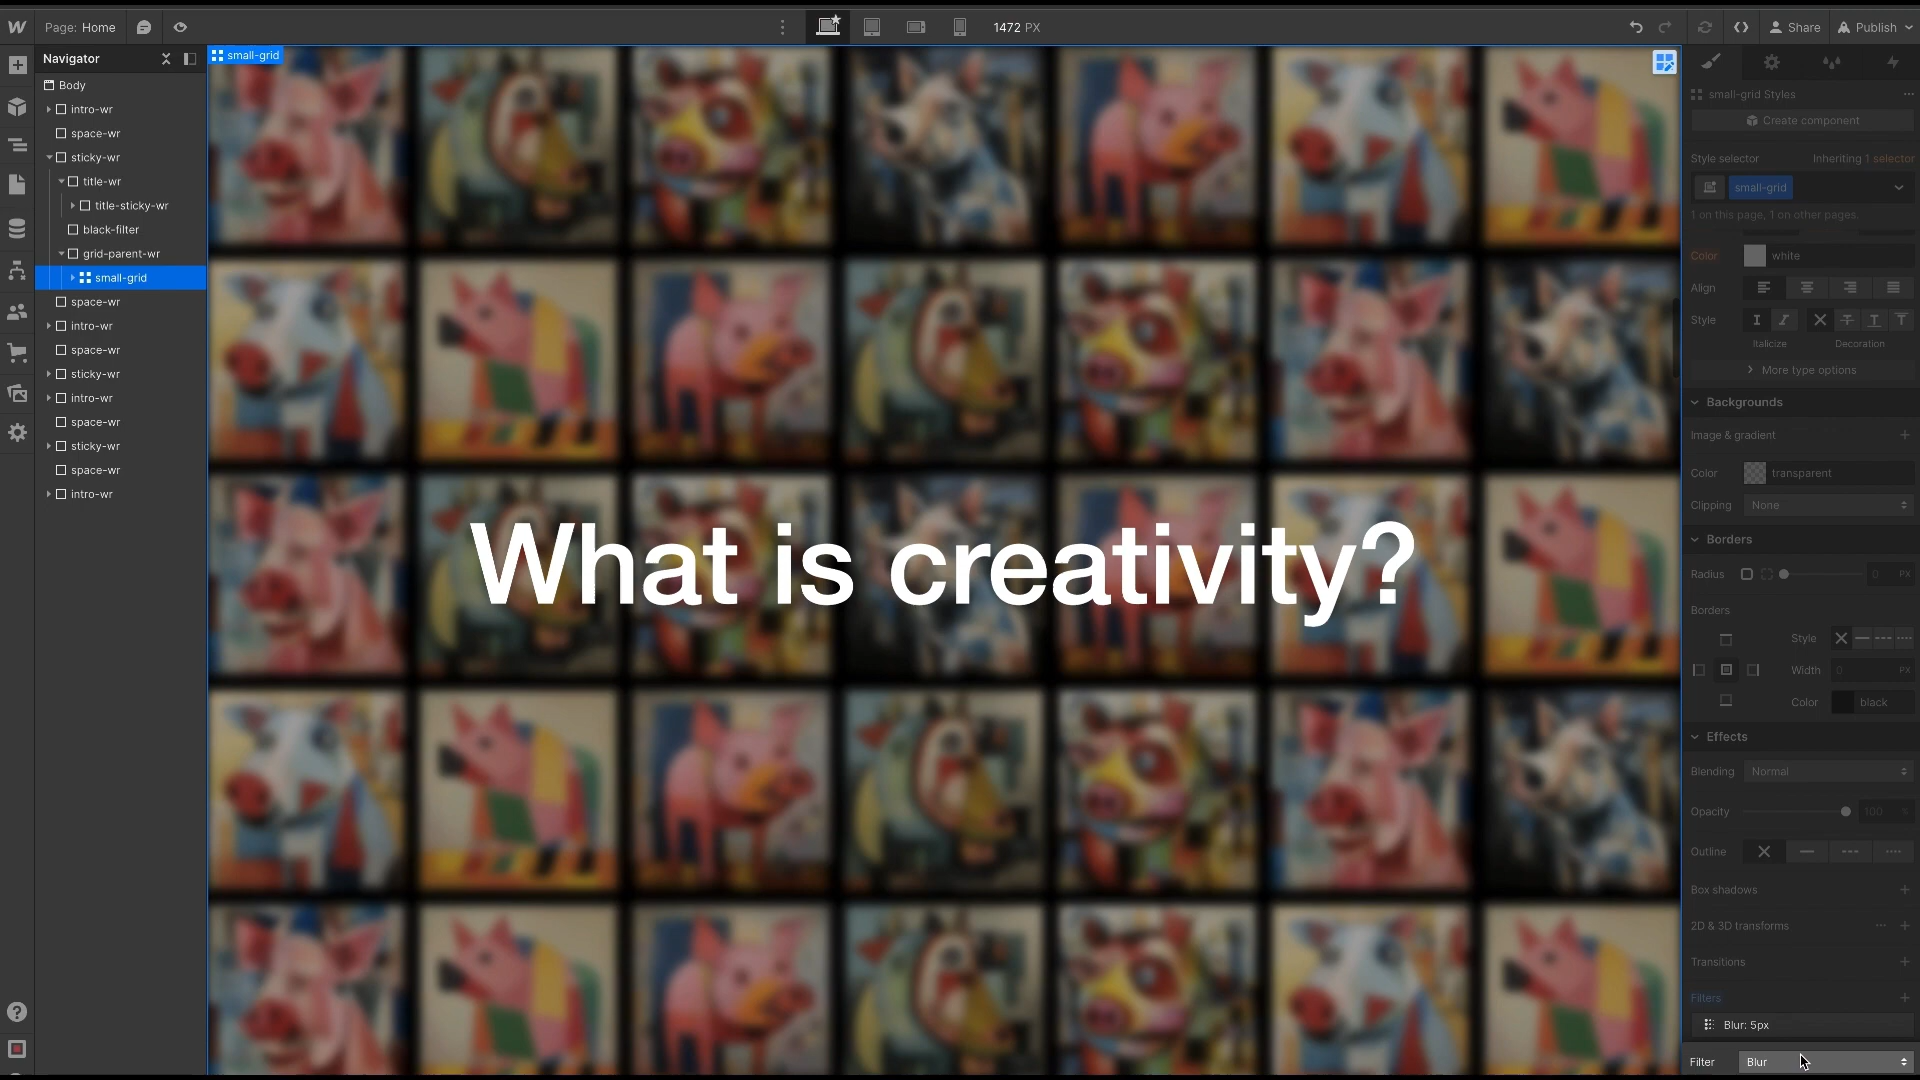 Page: Home
1472 PX
Share
Publish
Navigator
Body
intro-wr
space-wr
sticky-wr
title-wr
title-sticky-wr
black-filter
grid-parent-wr
small-grid
space-wr
intro-wr
space-wr
sticky-wr
intro-wr
space-wr
sticky-wr
space-wr
intro-wr
small-grid
What is creativity?
small-grid Styles
Create component
Style selector Inheriting 1 selector
small-grid
1 on this page, 1 on other pages.
Color white
Align
Style
Italicize Decoration
More type options
Backgrounds
Image & gradient
Color transparent
Clipping None
Borders
Radius 0 PX
Borders
Style
Width 0 PX
Color black
Effects
Blending Normal
Opacity 100 %
Outline
Box shadows
2D & 3D transforms
Transitions
Filters
Blur: 5px
Filter Blur